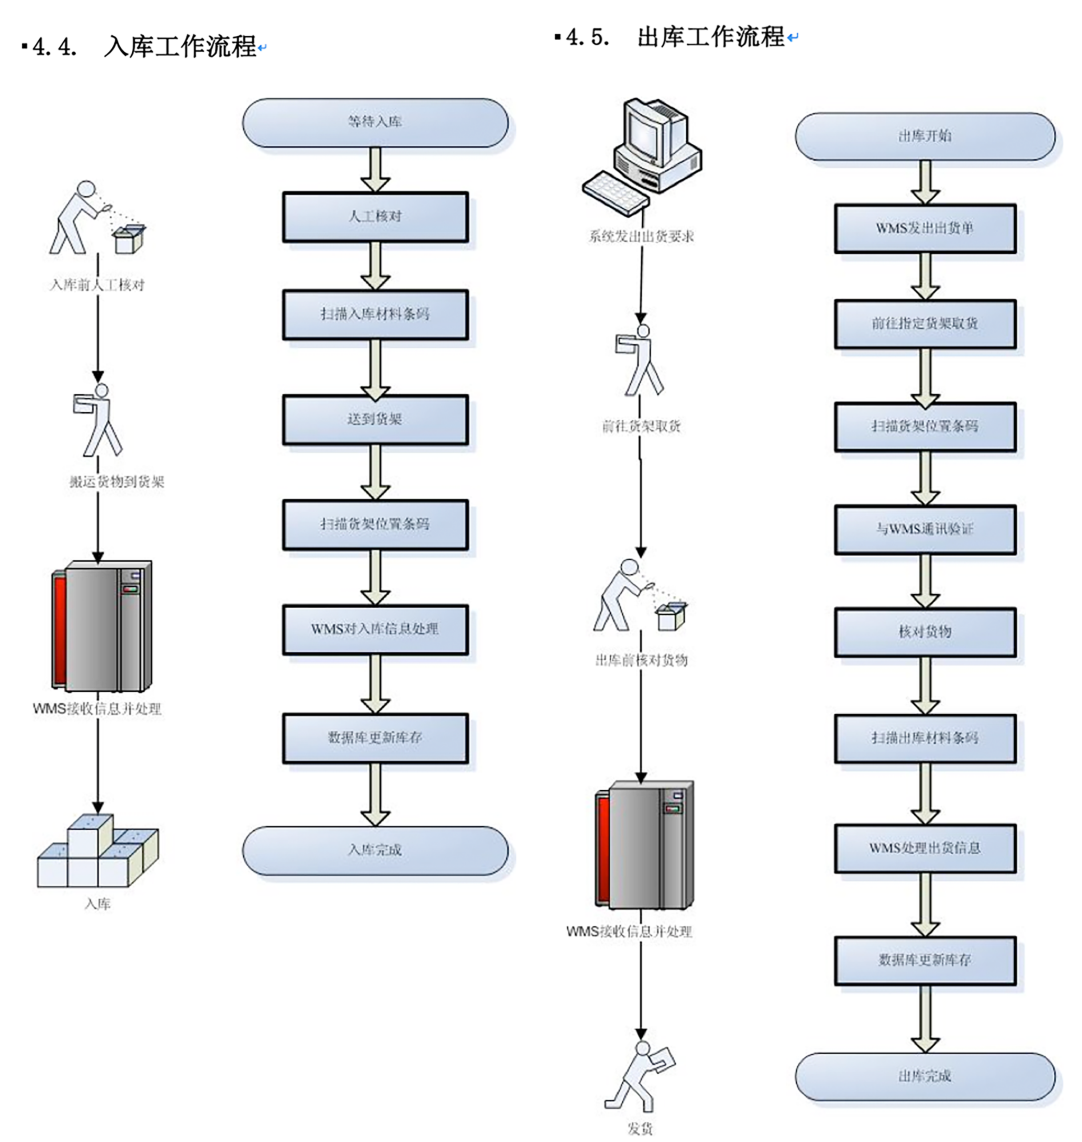 ▪4.4. 入库工作流程↵
等待入库
人工核对
扫描入库材料条码
送到货架
扫描货架位置条码
WMS对入库信息处理
数据库更新库存
入库完成
入库前人工核对
搬运货物到货架
WMS接收信息并处理
入库
▪4.5. 出库工作流程↵
系统发出出货要求
前往货架取货
出库前核对货物
WMS接收信息并处理
发货
出库开始
WMS发出出货单
前往指定货架取货
扫描货架位置条码
与WMS通讯验证
核对货物
扫描出库材料条码
WMS处理出货信息
数据库更新库存
出库完成